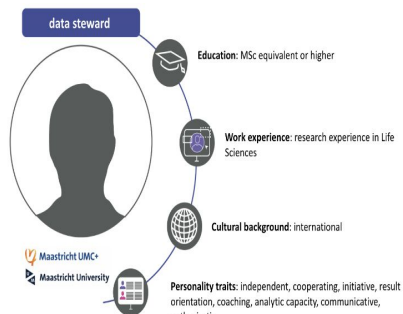 data steward
Education: MSc equivalent or higher
Work experience: research experience in Life
Sciences
Cultural background: international
Maastricht UMC+
Maastricht University
Personality traits: independent, cooperating, initiative, result
orientation, coaching, analytic capacity, communicative,